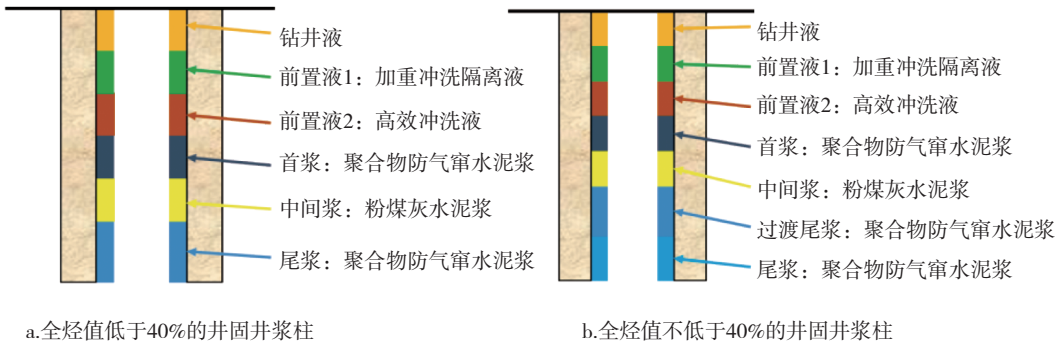 钻井液
前置液1：加重冲洗隔离液
前置液2：高效冲洗液
首浆：聚合物防气窜水泥浆
中间浆：粉煤灰水泥浆
尾浆：聚合物防气窜水泥浆
a.全烃值低于40%的井固井浆柱
钻井液
前置液1：加重冲洗隔离液
前置液2：高效冲洗液
首浆：聚合物防气窜水泥浆
中间浆：粉煤灰水泥浆
过渡尾浆：聚合物防气窜水泥浆
尾浆：聚合物防气窜水泥浆
b.全烃值不低于40%的井固井浆柱